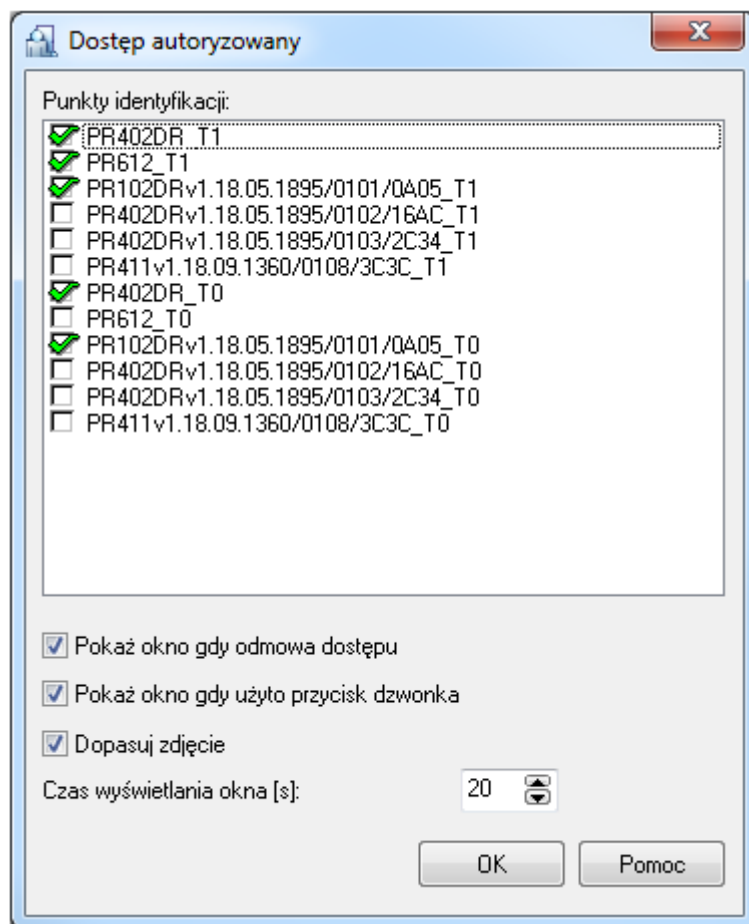 Dostęp autoryzowany
Punkty identyfikacji:
PR402DR_T1
PR612_T1
PR102DRv1.18.05.1895/0101/0A05_T1
PR402DRv1.18.05.1895/0102/16AC_T1
PR402DRv1.18.05.1895/0103/2C34_T1
PR411v1.18.09.1360/0108/3C3C_T1
PR402DR_T0
PR612_T0
PR102DRv1.18.05.1895/0101/0A05_T0
PR402DRv1.18.05.1895/0102/16AC_T0
PR402DRv1.18.05.1895/0103/2C34_T0
PR411v1.18.09.1360/0108/3C3C_T0
Pokaż okno gdy odmowa dostępu
Pokaż okno gdy użyto przycisk dzwonka
Dopasuj zdjęcie
Czas wyświetlania okna [s]: 20
OK Pomoc